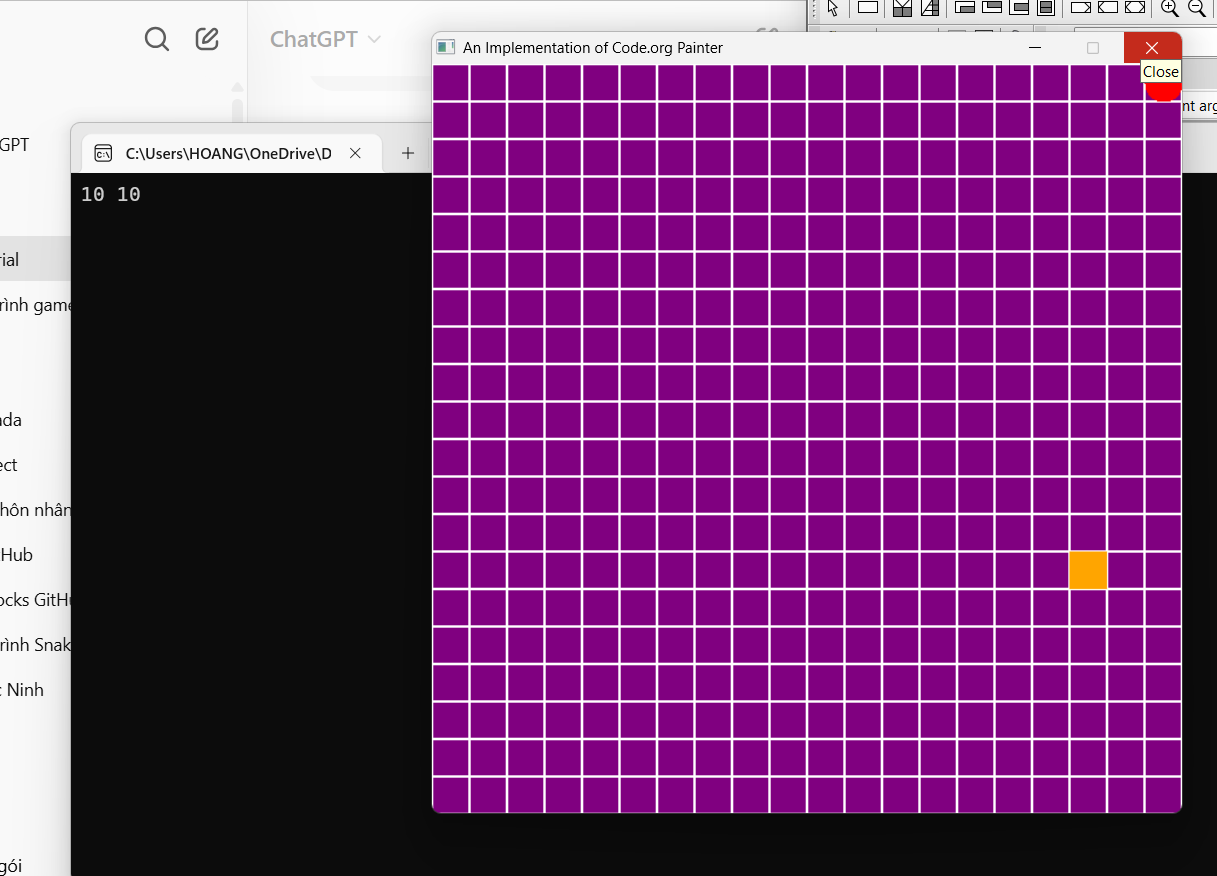 ChatGPT
An Implementation of Code.org Painter
Close
nt arg
GPT
C:\Users\HOANG\OneDrive\D
10 10
rial
rình game
nda
ect
hôn nhân
tHub
ocks GitHu
rình Snak
c Ninh
gói